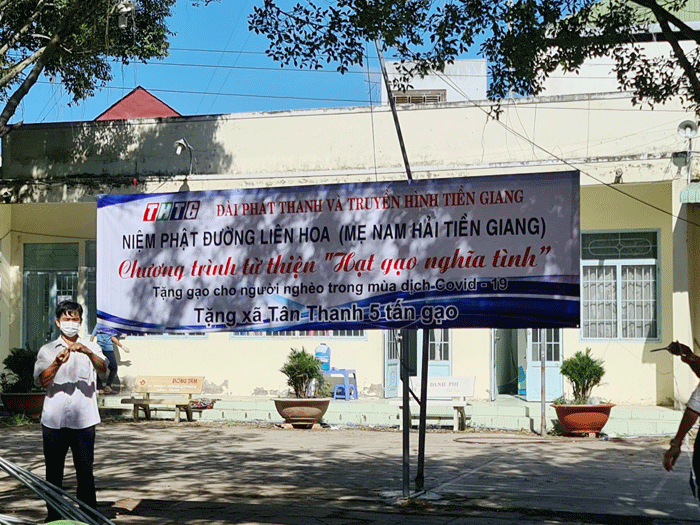 THTG ĐÀI PHÁT THANH VÀ TRUYỀN HÌNH TIỀN GIANG
NIỆM PHẬT ĐƯỜNG LIÊN HOA (MẸ NAM HẢI TIỀN GIANG)
Chương trình từ thiện "Hạt gạo nghĩa tình"
Tặng gạo cho người nghèo trong mùa dịch Covid - 19
Tặng xã Tân Thanh 5 tấn gạo
ĐÔNG TÂM